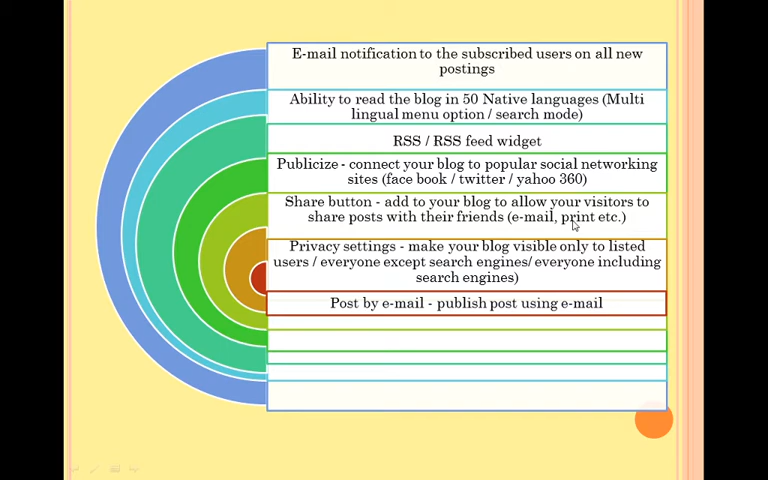 E-mail notification to the subscribed users on all new
postings
Ability to read the blog in 50 Native languages (Multi
lingual menu option / search mode)
RSS / RSS feed widget
Publicize - connect your blog to popular social networking
sites (face book / twitter / yahoo 360)
Share button - add to your blog to allow your visitors to
share posts with their friends (e-mail, print etc.)
Privacy settings - make your blog visible only to listed
users / everyone except search engines/ everyone including
search engines)
Post by e-mail - publish post using e-mail